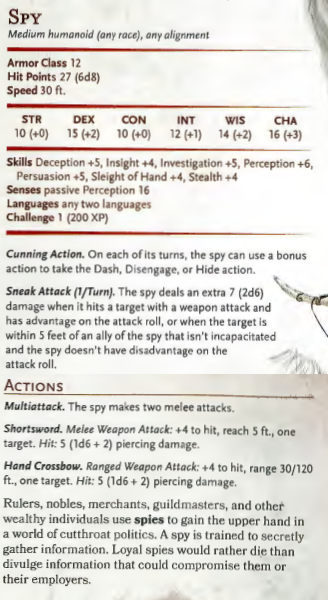 SPY
Medium humanoid (any race), any alignment
Armor Class 12
Hit Points 27 (6d8)
Speed 30 ft.
STR DEX CON INT WIS CHA
10 (+0) 15 (+2) 10 (+0) 12 (+1) 14 (+2) 16 (+3)
Skills Deception +5, Insight +4, Investigation +5, Perception +6,
Persuasion +5, Sleight of Hand +4, Stealth +4
Senses passive Perception 16
Languages any two languages
Challenge 1 (200 XP)
Cunning Action. On each of its turns, the spy can use a bonus
action to take the Dash, Disengage, or Hide action.
Sneak Attack (1/Turn). The spy deals an extra 7 (2d6)
damage when it hits a target with a weapon attack and
has advantage on the attack roll, or when the target is
within 5 feet of an ally of the spy that isn't incapacitated
and the spy doesn't have disadvantage on the
attack roll.
ACTIONS
Multiattack. The spy makes two melee attacks.
Shortsword. Melee Weapon Attack: +4 to hit, reach 5 ft., one
target. Hit: 5 (1d6 + 2) piercing damage.
Hand Crossbow. Ranged Weapon Attack: +4 to hit, range 30/120
ft., one target. Hit: 5 (1d6 + 2) piercing damage.
Rulers, nobles, merchants, guildmasters, and other
wealthy individuals use spies to gain the upper hand in
a world of cutthroat politics. A spy is trained to secretly
gather information. Loyal spies would rather die than
divulge information that could compromise them or
their employers.